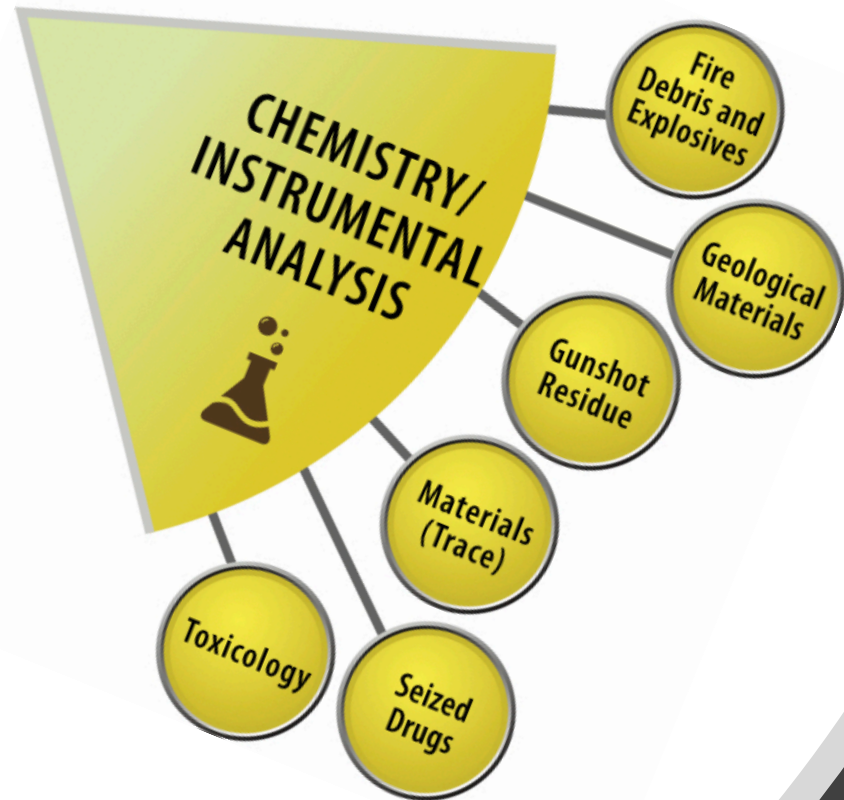 CHEMISTRY/
INSTRUMENTAL
ANALYSIS
Fire
Debris and
Explosives
Geological
Materials
Gunshot
Residue
Materials
(Trace)
Seized
Drugs
Toxicology